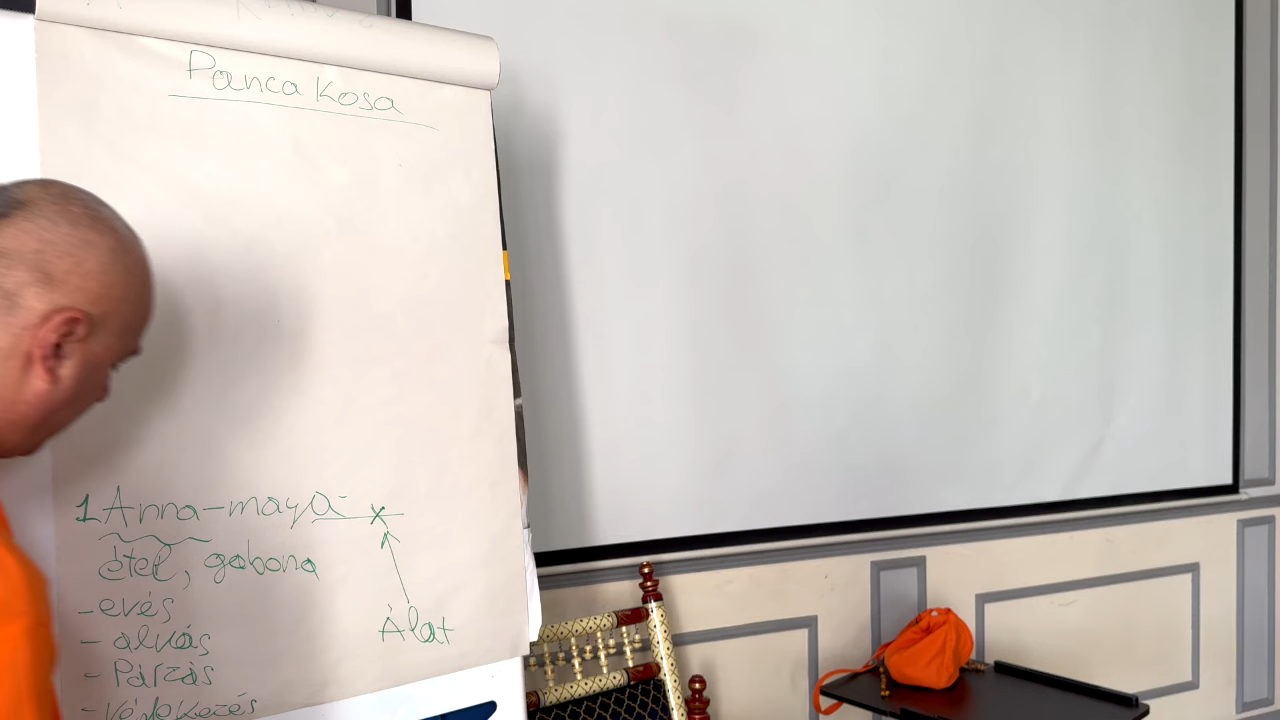 Panca Kosa
1 Anna-mayā x
étel, gabona
-evés
- alvás
- Párzás
-védekezés
Állat